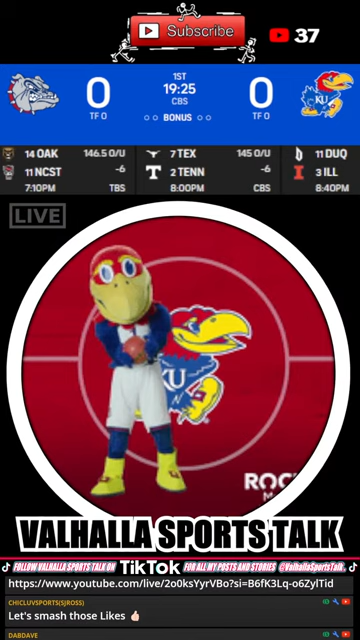 Subscribe
37
0
TF 0
1ST
19:25
CBS
BONUS
0
TF 0
KU
14 OAK 146.5 O/U
11 NCST -6
7:10PM TBS
7 TEX 145 O/U
2 TENN -6
8:00PM CBS
11 DUQ
3 ILL
8:40PM
LIVE
KU
ROC
VALHALLA SPORTS TALK
FOLLOW VALHALLA SPORTS TALK ON TikTok FOR ALL MY POSTS AND STORIES @ValhallaSportsTalk
https://www.youtube.com/live/2o0ksYyrVBo?si=B6fK3Lq-o6ZylTid
CHICLUVSPORTS(SJROSS)
Let's smash those Likes 👍🏻
DABDAVE